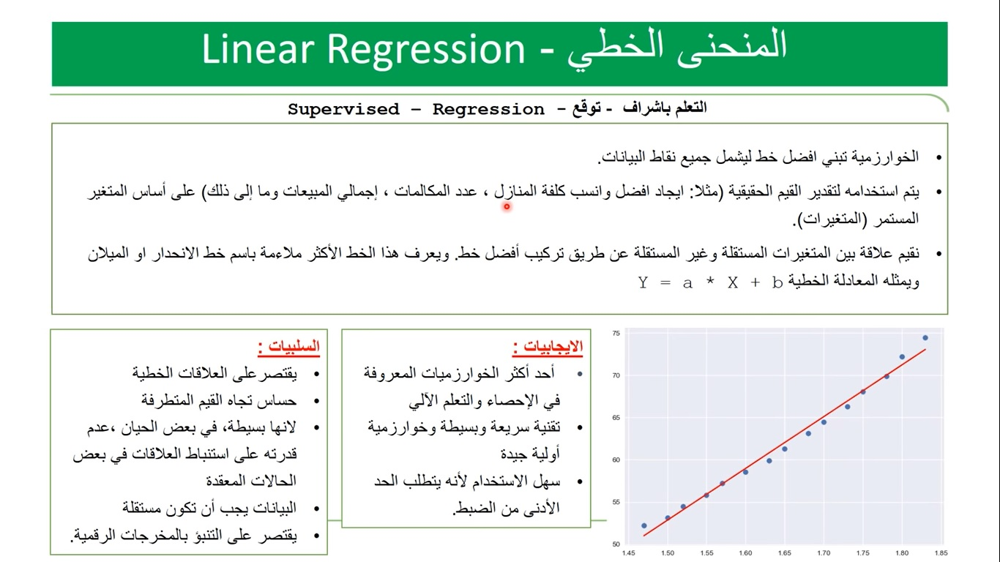 المنحنى الخطي - Linear Regression
التعلم باشراف - توقع - Supervised – Regression
• الخوارزمية تبني افضل خط ليشمل جميع نقاط البيانات.
• يتم استخدامه لتقدير القيم الحقيقية (مثلا: ايجاد افضل وانسب كلفة المنازل ، عدد المكالمات ، إجمالي المبيعات وما إلى ذلك) على أساس المتغير
المستمر (المتغيرات).
• نقيم علاقة بين المتغيرات المستقلة وغير المستقلة عن طريق تركيب أفضل خط. ويعرف هذا الخط الأكثر ملاءمة باسم خط الانحدار او الميلان
ويمثله المعادلة الخطية Y = a * X + b
الايجابيات :
• أحد أكثر الخوارزميات المعروفة
في الإحصاء والتعلم الآلي
• تقنية سريعة وبسيطة وخوارزمية
أولية جيدة
• سهل الاستخدام لأنه يتطلب الحد
الأدنى من الضبط.
السلبيات :
• يقتصرعلى العلاقات الخطية
• حساس تجاه القيم المتطرفة
• لانها بسيطة، في بعض الحيان ،عدم
قدرته على استنباط العلاقات في بعض
الحالات المعقدة
• البيانات يجب أن تكون مستقلة
• يقتصر على التنبؤ بالمخرجات الرقمية.
75
70
65
60
55
50
1.45 1.50 1.55 1.60 1.65 1.70 1.75 1.80 1.85